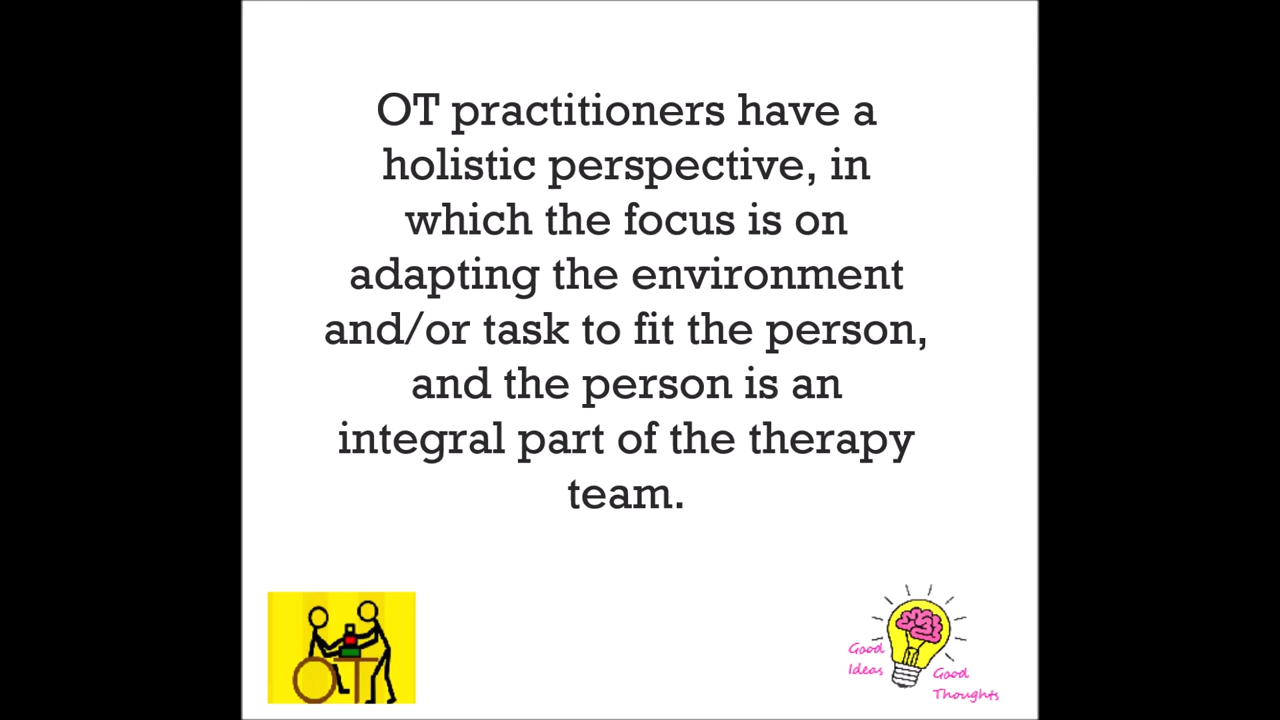 OT practitioners have a
holistic perspective, in
which the focus is on
adapting the environment
and/or task to fit the person,
and the person is an
integral part of the therapy
team.
OT
Good
Ideas
Good
Thoughts